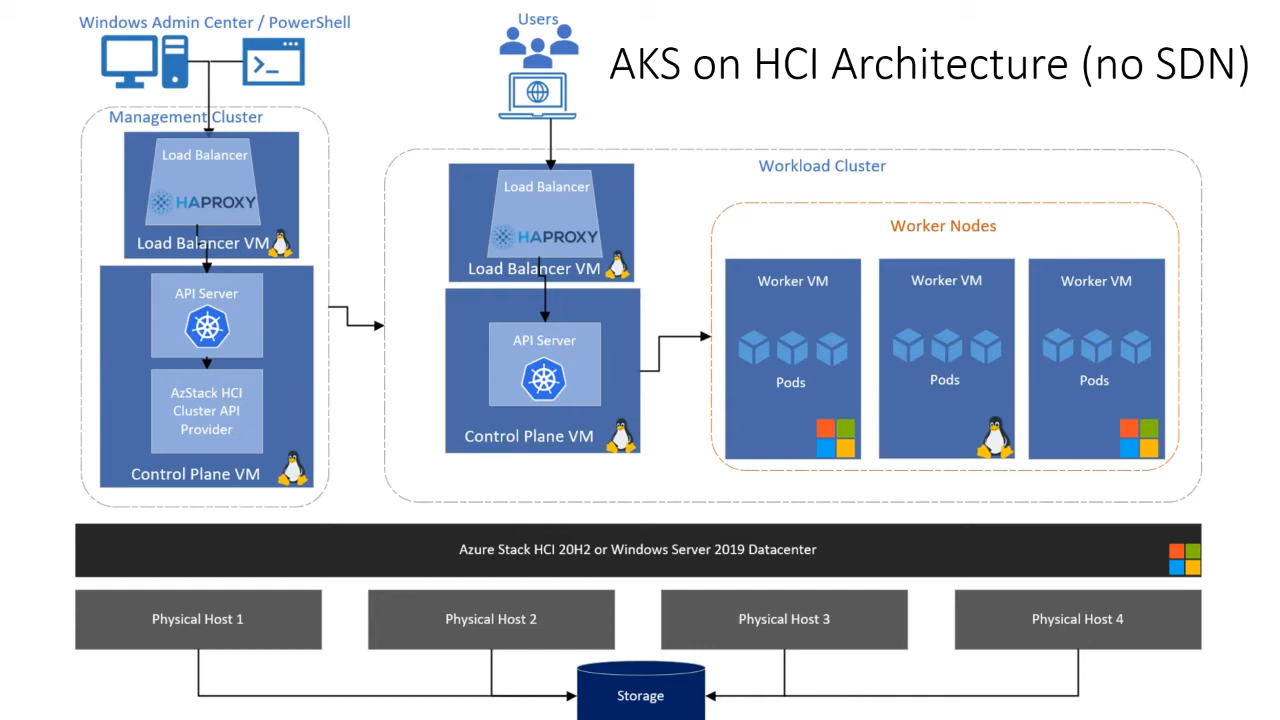 Windows Admin Center / PowerShell
Users
AKS on HCI Architecture (no SDN)
Management Cluster
Load Balancer
HAPROXY
Load Balancer VM
API Server
AzStack HCI
Cluster API
Provider
Control Plane VM
Workload Cluster
Load Balancer
HAPROXY
Load Balancer VM
API Server
Control Plane VM
Worker Nodes
Worker VM
Pods
Worker VM
Pods
Worker VM
Pods
Azure Stack HCI 20H2 or Windows Server 2019 Datacenter
Physical Host 1
Physical Host 2
Physical Host 3
Physical Host 4
Storage